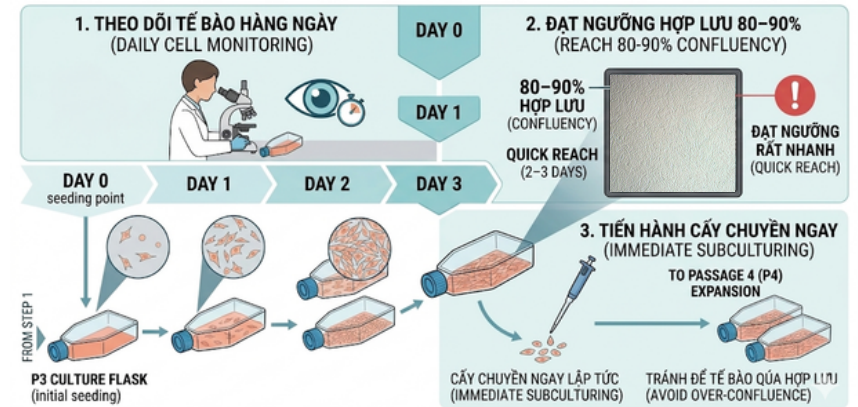 1. THEO DÕI TẾ BÀO HÀNG NGÀY
(DAILY CELL MONITORING)
DAY 0
DAY 1
2. ĐẠT NGƯỠNG HỢP LƯU 80–90%
(REACH 80-90% CONFLUENCY)
80–90%
HỢP LƯU
(CONFLUENCY)
QUICK REACH
(2–3 DAYS)
ĐẠT NGƯỠNG
RẤT NHANH
(QUICK REACH)
DAY 0
seeding point
DAY 1
DAY 2
DAY 3
FROM STEP 1
P3 CULTURE FLASK
(initial seeding)
3. TIẾN HÀNH CẤY CHUYỀN NGAY
(IMMEDIATE SUBCULTURING)
TO PASSAGE 4 (P4)
EXPANSION
CẤY CHUYỀN NGAY LẬP TỨC
(IMMEDIATE SUBCULTURING)
TRÁNH ĐỂ TẾ BÀO QÚA HỢP LƯU
(AVOID OVER-CONFLUENCE)